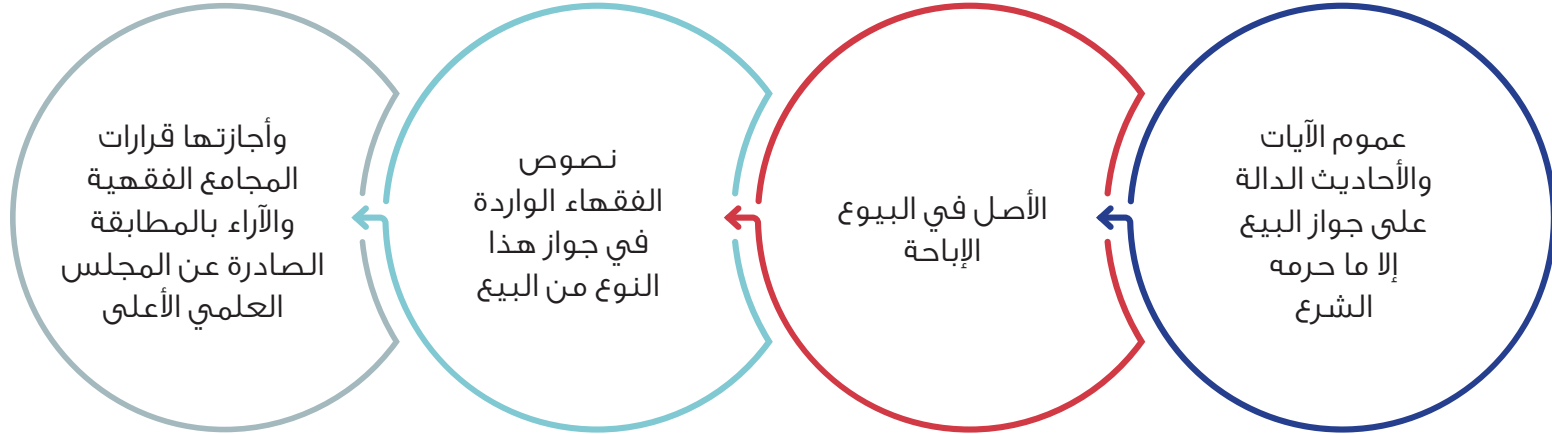 عموم الآيات
والأحاديث الدالة
على جواز البيع
إلا ما حرمه
الشرع
الأصل في البيوع
الإباحة
نصوص
الفقهاء الواردة
في جواز هذا
النوع من البيع
وأجازتها قرارات
المجامع الفقهية
والآراء بالمطابقة
الصادرة عن المجلس
العلمي الأعلى